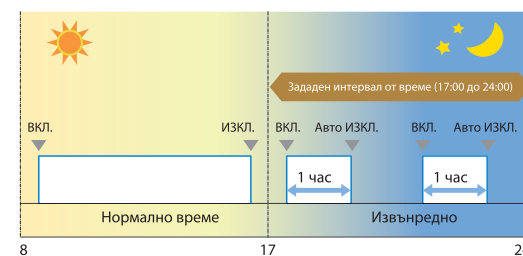 Зададен интервал от време (17:00 до 24:00)
ВКЛ. ИЗКЛ. ВКЛ. Авто ИЗКЛ. ВКЛ. Авто ИЗКЛ.
1 час 1 час
Нормално време Извънредно
8 17